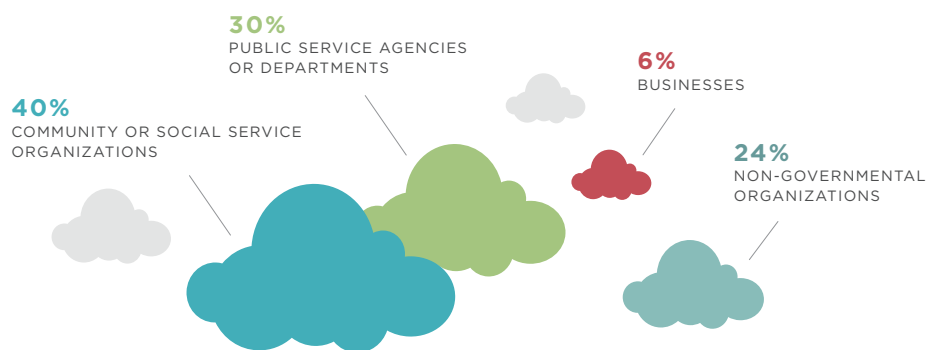 30%
PUBLIC SERVICE AGENCIES
OR DEPARTMENTS
6%
BUSINESSES
40%
COMMUNITY OR SOCIAL SERVICE
ORGANIZATIONS
24%
NON-GOVERNMENTAL
ORGANIZATIONS